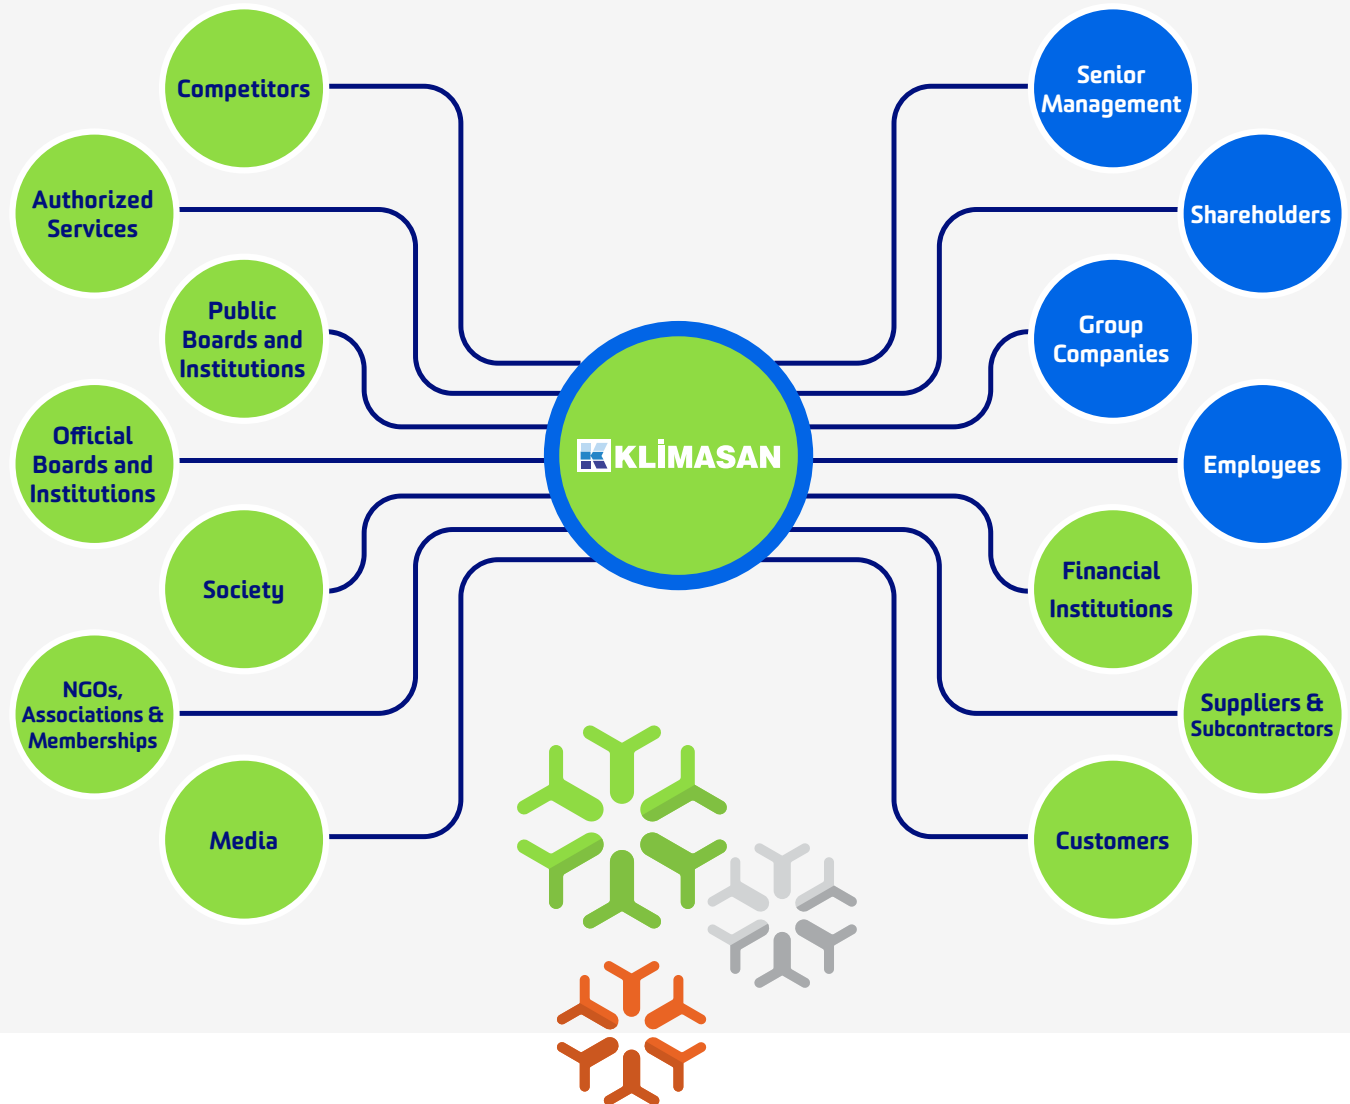 Competitors
Authorized
Services
Public
Boards and
Institutions
Official
Boards and
Institutions
Society
NGOs,
Associations &
Memberships
Media
KLİMASAN
Senior
Management
Shareholders
Group
Companies
Employees
Financial
Institutions
Suppliers &
Subcontractors
Customers